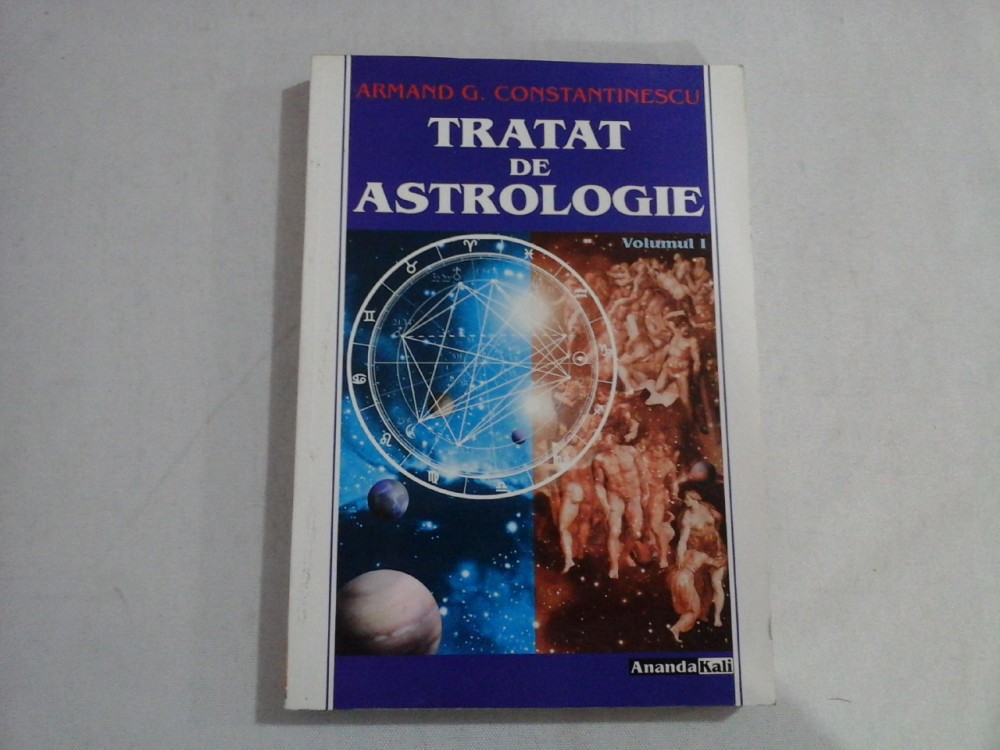 ARMAND G. CONSTANTINESCU
TRATAT
DE
ASTROLOGIE
Volumul I
AnandaKali